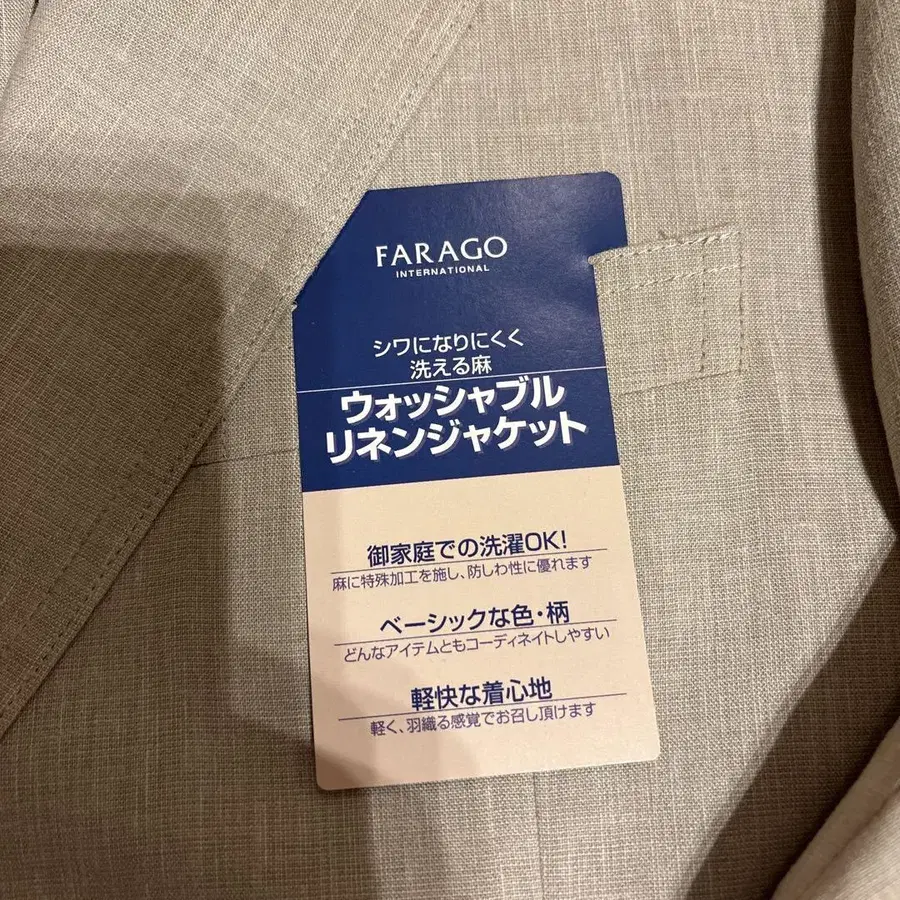 FARAGO
INTERNATIONAL
シワになりにくく
洗える麻
ウォッシャブル
リネンジャケット
御家庭での洗濯OK!
麻に特殊加工を施し、防しわ性に優れます
ベーシックな色・柄
どんなアイテムともコーディネイトしやすい
軽快な着心地
軽く、羽織る感覚でお召し頂けます